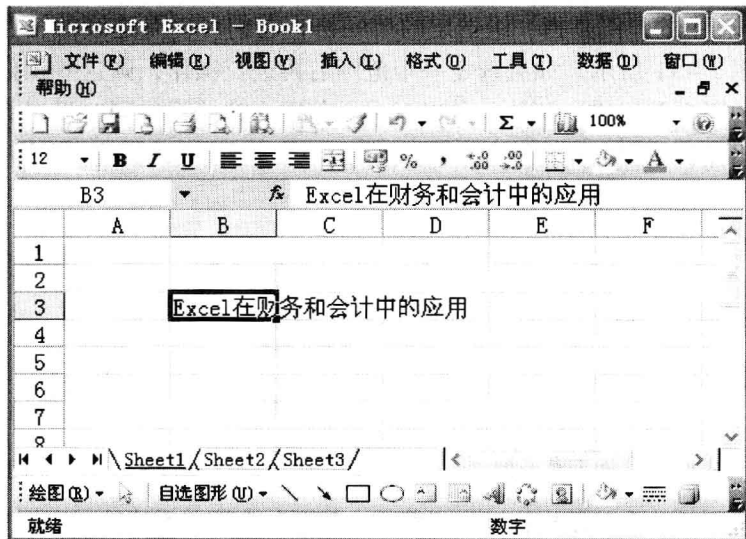 Microsoft Excel - Book1
文件(F) 编辑(E) 视图(V) 插入(I) 格式(O) 工具(T) 数据(D) 窗口(W)
帮助(H)
Σ 100%
12 B I U % , A
B3 fx Excel在财务和会计中的应用
A B C D E F
1
2
3 Excel在财务和会计中的应用
4
5
6
7
8
Sheet1 Sheet2 Sheet3
绘图(R) 自选图形(U)
就绪 数字